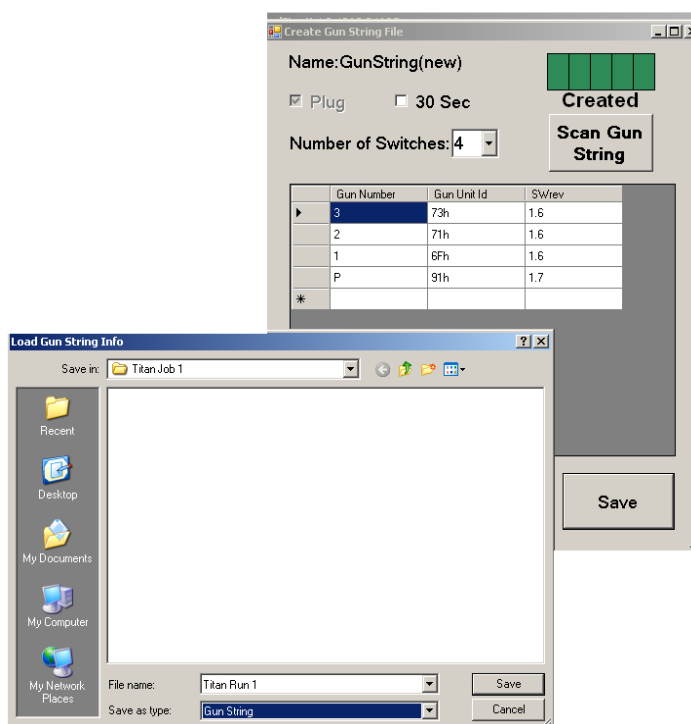 Create Gun String File
Name:GunString(new)
Plug
30 Sec
Created
Number of Switches: 4
Scan Gun
String
Gun Number Gun Unit Id SWrev
3 73h 1.6
2 71h 1.6
1 6Fh 1.6
P 91h 1.7
Save
Load Gun String Info
Save in: Titan Job 1
Recent
Desktop
My Documents
My Computer
My Network
Places
File name: Titan Run 1 Save
Save as type: Gun String Cancel